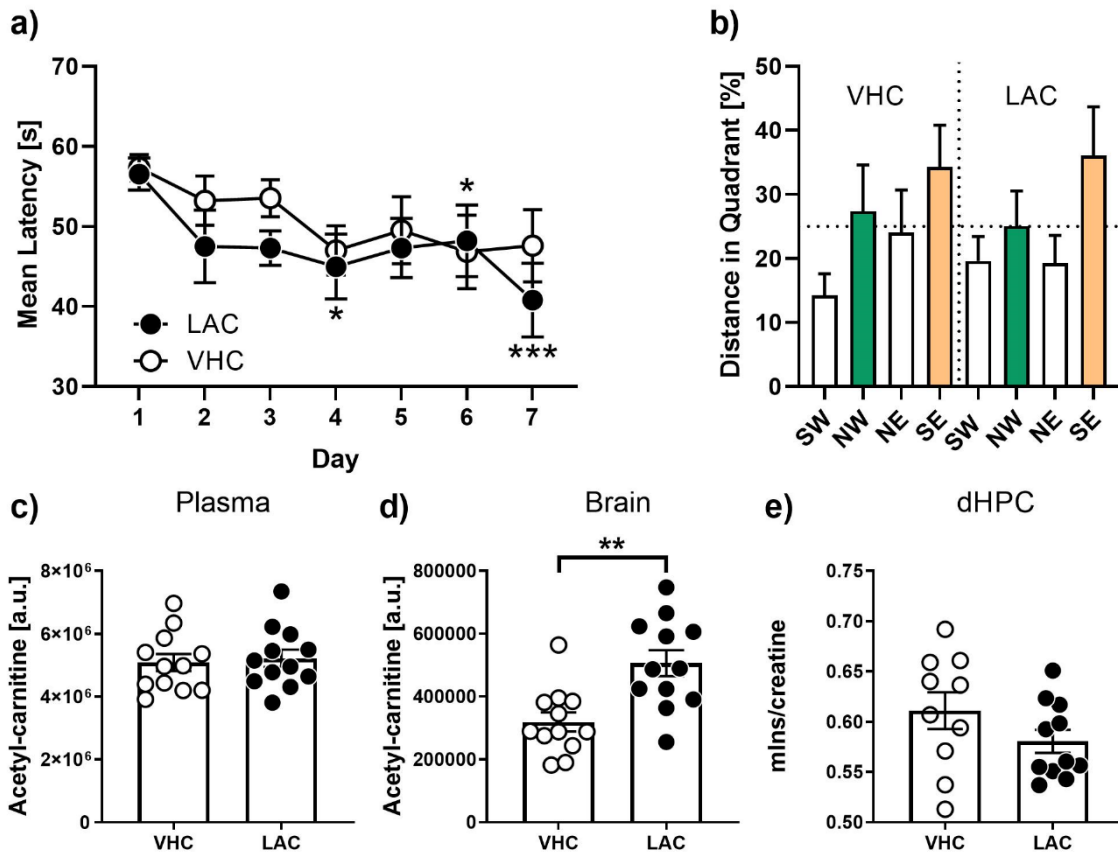 a)
70
60
50
40
30
Mean Latency [s]
*
*
***
LAC
VHC
1 2 3 4 5 6 7
Day
b)
50
40
30
20
10
0
Distance in Quadrant [%]
VHC LAC
SW NW NE SE SW NW NE SE
c) Plasma
8×10⁶
6×10⁶
4×10⁶
2×10⁶
0
Acetyl-carnitine [a.u.]
VHC LAC
d) Brain
**
800000
600000
400000
200000
0
Acetyl-carnitine [a.u.]
VHC LAC
e) dHPC
0.75
0.70
0.65
0.60
0.55
0.50
mIns/creatine
VHC LAC